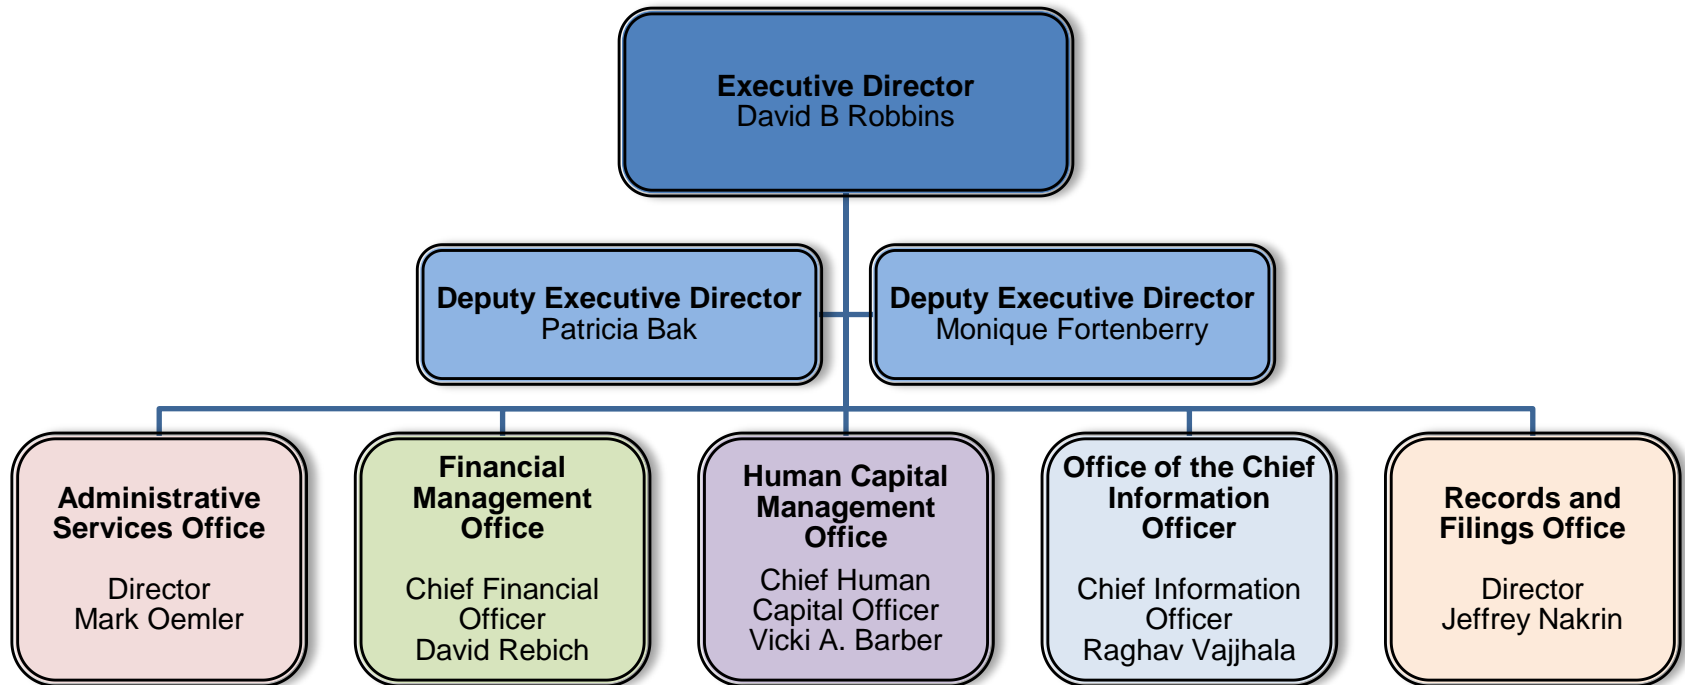 Executive Director
David B Robbins
Deputy Executive Director
Patricia Bak
Deputy Executive Director
Monique Fortenberry
Administrative
Services Office
Director
Mark Oemler
Financial
Management
Office
Chief Financial
Officer
David Rebich
Human Capital
Management
Office
Chief Human
Capital Officer
Vicki A. Barber
Office of the Chief
Information
Officer
Chief Information
Officer
Raghav Vajjhala
Records and
Filings Office
Director
Jeffrey Nakrin